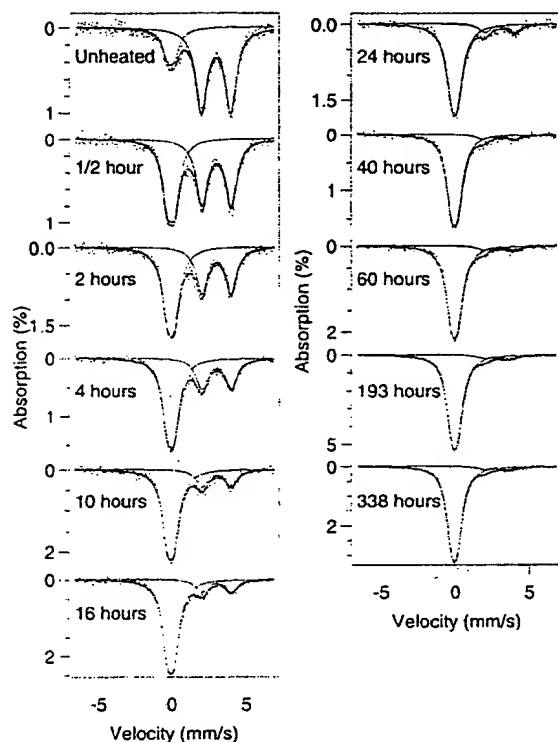 0
Unheated
1
0
1/2 hour
1
0.0
2 hours
1.5
0
4 hours
1
0
10 hours
2
0
16 hours
2
-5 0 5
Velocity (mm/s)
Absorption (%)
0.0
24 hours
1.5
0
40 hours
1
0
60 hours
2
0
193 hours
5
0
338 hours
2
-5 0 5
Velocity (mm/s)
Absorption (%)